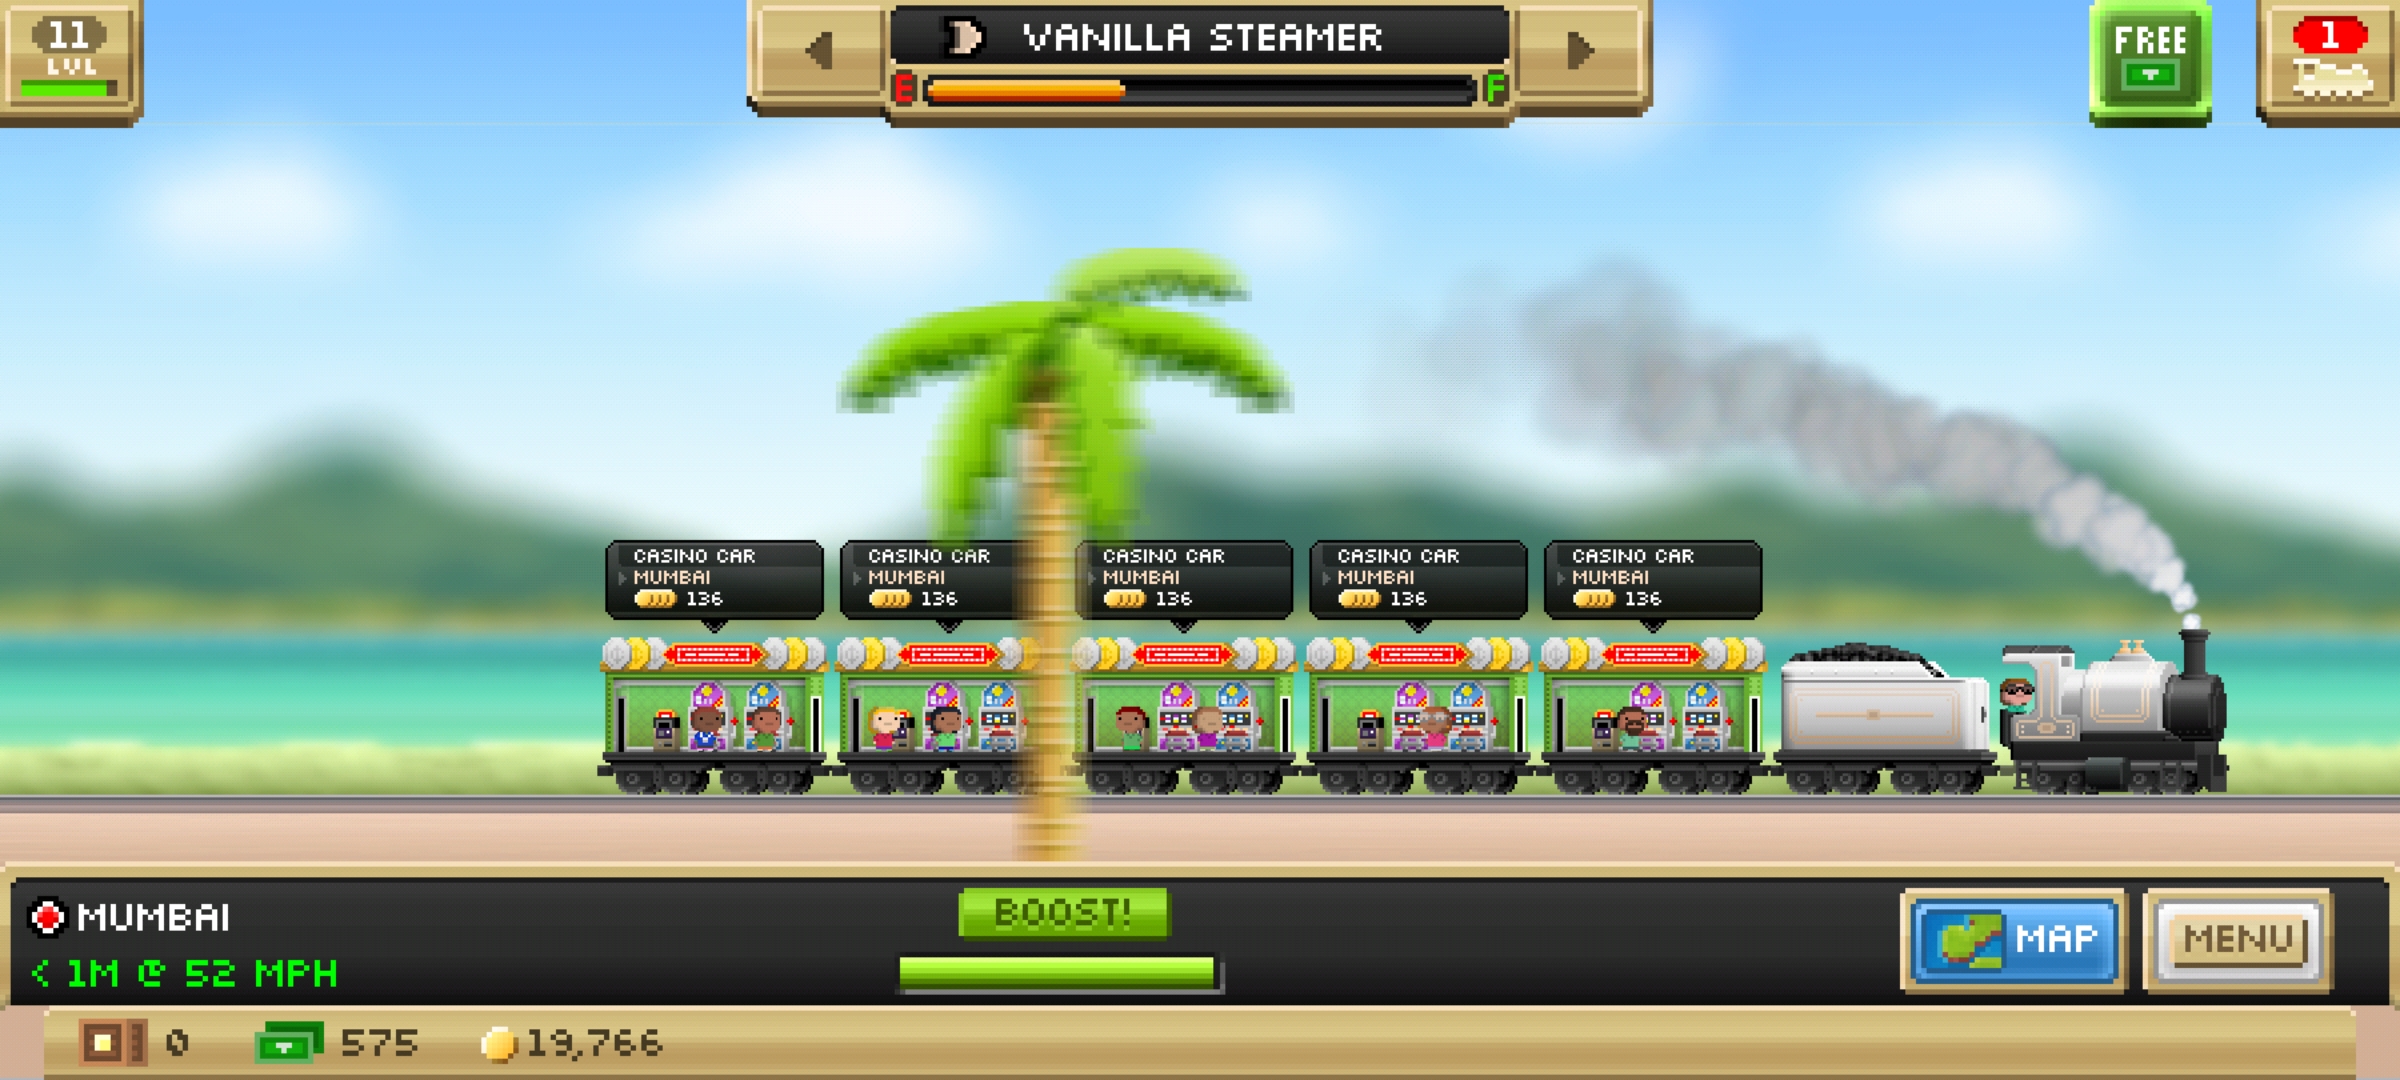 11
LVL
VANILLA STEAMER
E F
FREE
1
CASINO CAR
MUMBAI
136
CASINO CAR
MUMBAI
136
CASINO CAR
MUMBAI
136
CASINO CAR
MUMBAI
136
CASINO CAR
MUMBAI
136
MUMBAI
< 1M @ 52 MPH
BOOST!
MAP
MENU
0
575
19,766